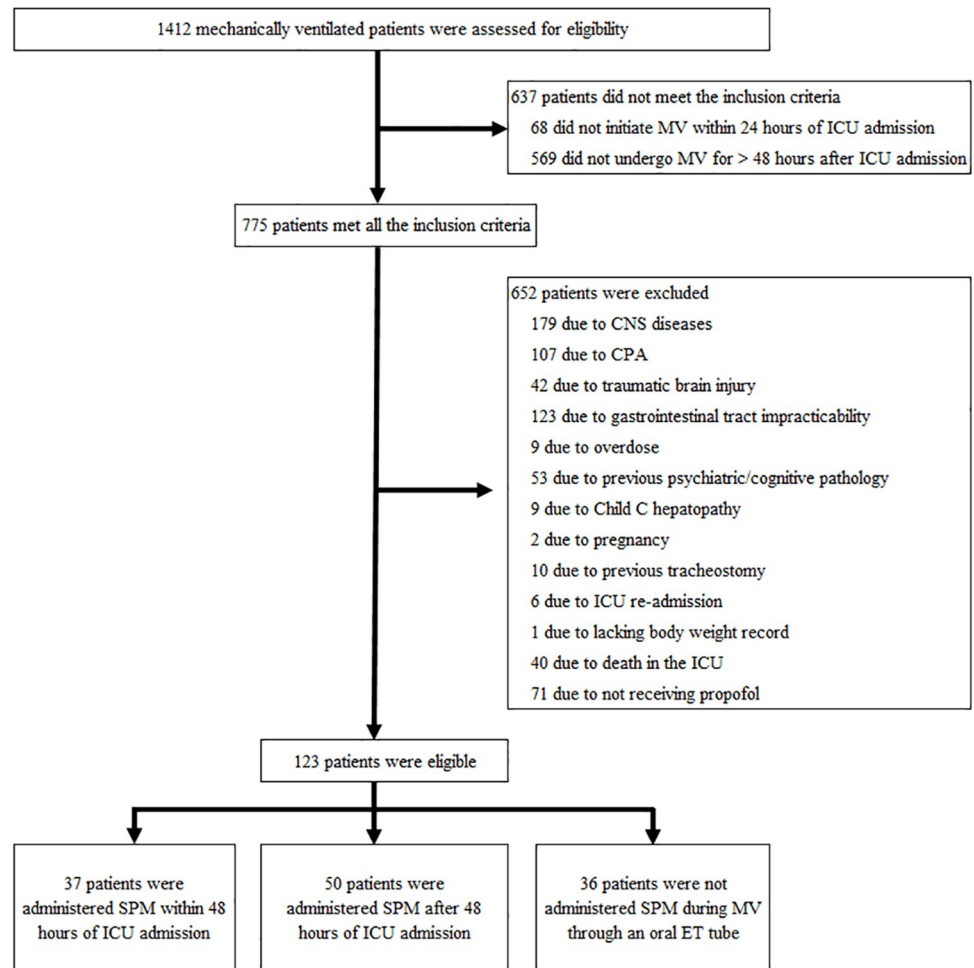 1412 mechanically ventilated patients were assessed for eligibility
637 patients did not meet the inclusion criteria
68 did not initiate MV within 24 hours of ICU admission
569 did not undergo MV for > 48 hours after ICU admission
775 patients met all the inclusion criteria
652 patients were excluded
179 due to CNS diseases
107 due to CPA
42 due to traumatic brain injury
123 due to gastrointestinal tract impracticability
9 due to overdose
53 due to previous psychiatric/cognitive pathology
9 due to Child C hepatopathy
2 due to pregnancy
10 due to previous tracheostomy
6 due to ICU re-admission
1 due to lacking body weight record
40 due to death in the ICU
71 due to not receiving propofol
123 patients were eligible
37 patients were
administered SPM within 48
hours of ICU admission
50 patients were
administered SPM after 48
hours of ICU admission
36 patients were not
administered SPM during MV
through an oral ET tube